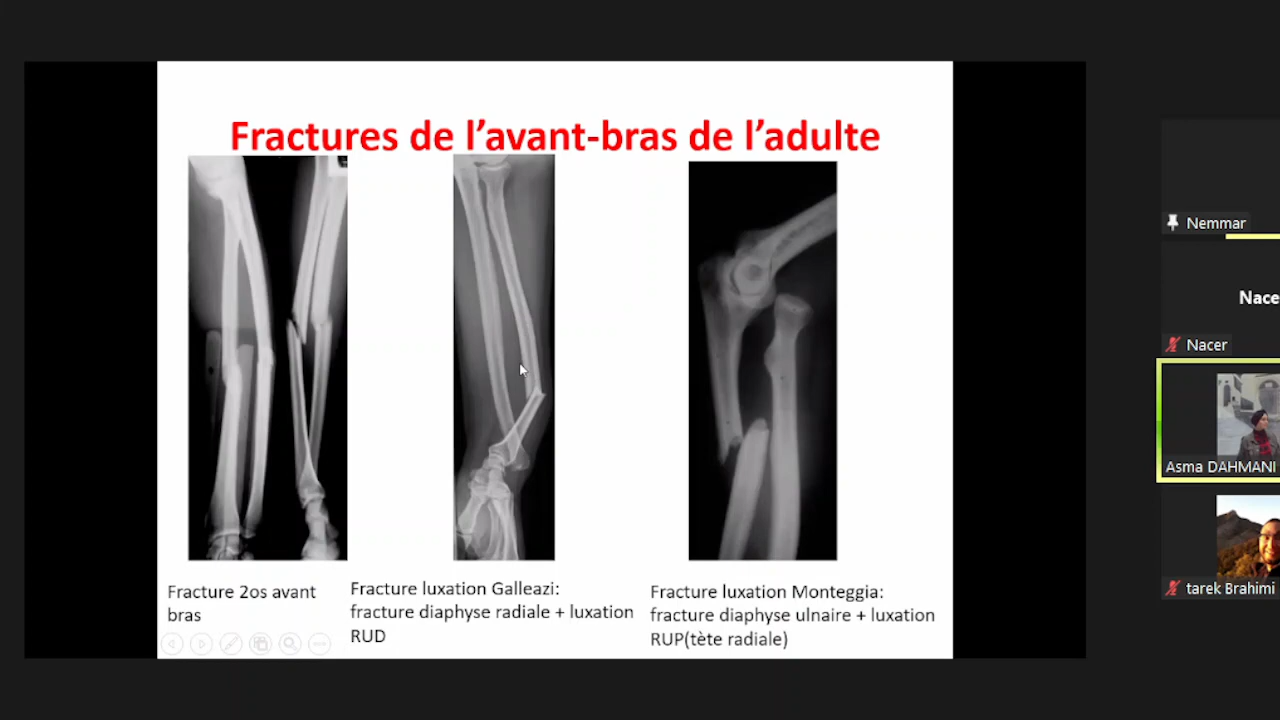 Fractures de l’avant-bras de l’adulte
Fracture 2os avant
bras
Fracture luxation Galleazi:
fracture diaphyse radiale + luxation
RUD
Fracture luxation Monteggia:
fracture diaphyse ulnaire + luxation
RUP(tète radiale)
Nemmar
Nace
Nacer
Asma DAHMANI
tarek Brahimi